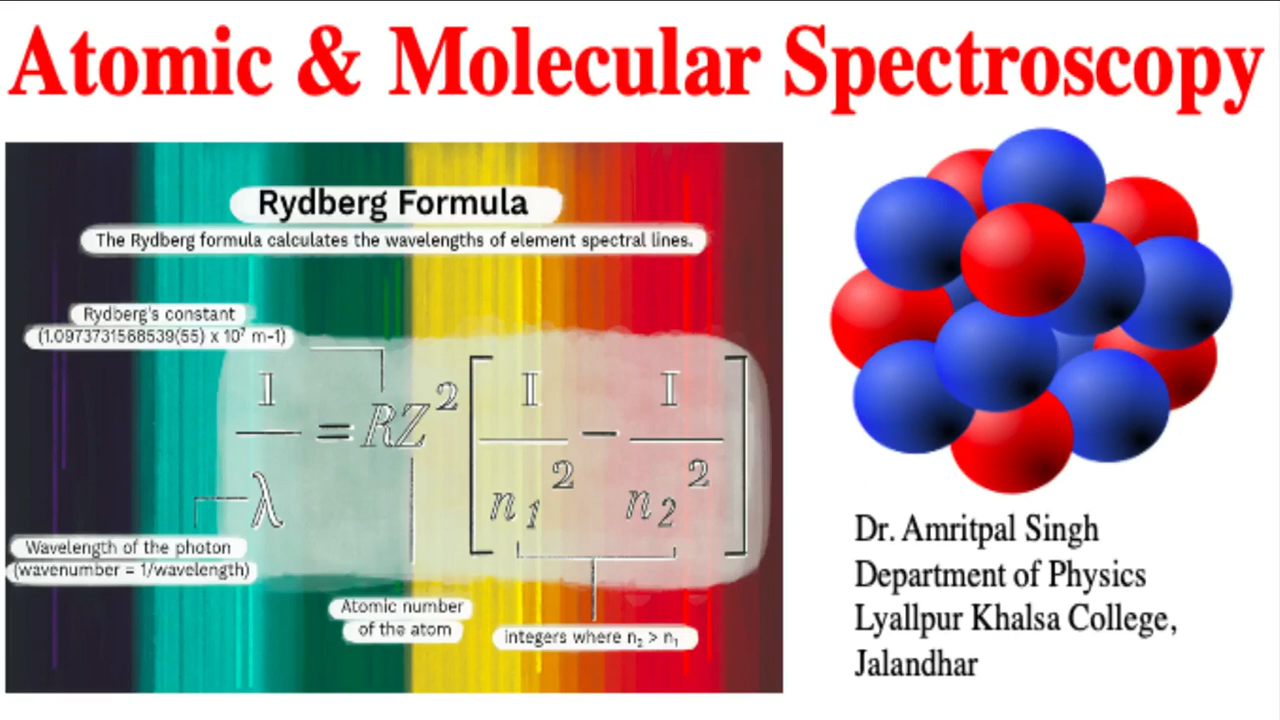 Atomic & Molecular Spectroscopy
Rydberg Formula
The Rydberg formula calculates the wavelengths of element spectral lines.
Rydberg's constant
(1.0973731568539(55) x 10⁷ m-1)
1/λ = RZ² [1/n₁² − 1/n₂²]
Wavelength of the photon
(wavenumber = 1/wavelength)
Atomic number
of the atom
integers where n₂ > n₁
Dr. Amritpal Singh
Department of Physics
Lyallpur Khalsa College,
Jalandhar